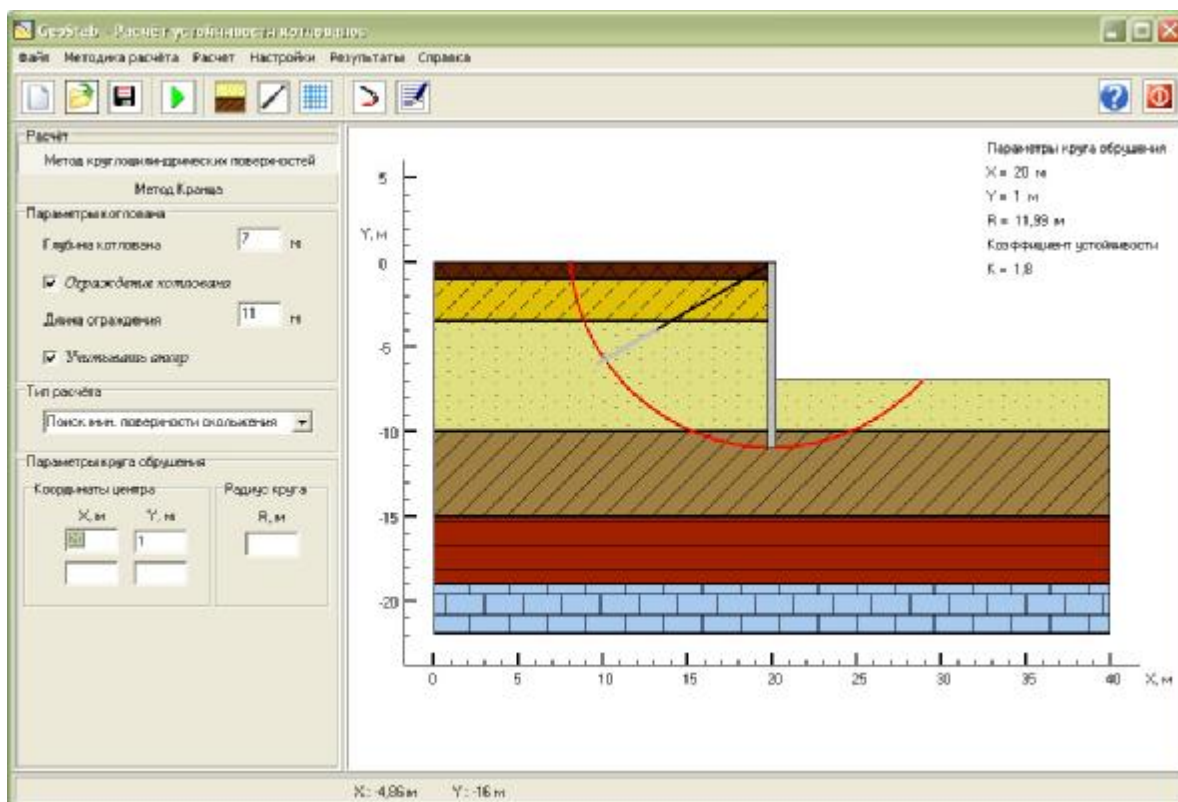 GeoStab - Расчёт устойчивости котлованов
Файл Методика расчёта Расчет Настройки Результаты Справка
Расчёт
Метод круглоцилиндрических поверхностей
Метод Кранца
Параметры котлована
Глубина котлована 7 м
Ограждение котлована
Длина ограждения 11 м
Учитывать анкер
Тип расчёта
Поиск мин. поверхности скольжения
Параметры круга обрушения
Координаты центра
Радиус круга
X, м Y, м
R, м
20 1
Параметры круга обрушения
X = 20 м
Y = 1 м
R = 11,99 м
Коэффициент устойчивости
K = 1,8
Y, м
5
0
-5
-10
-15
-20
0 5 10 15 20 25 30 35 40 X, м
X: -4,86 м Y: -16 м